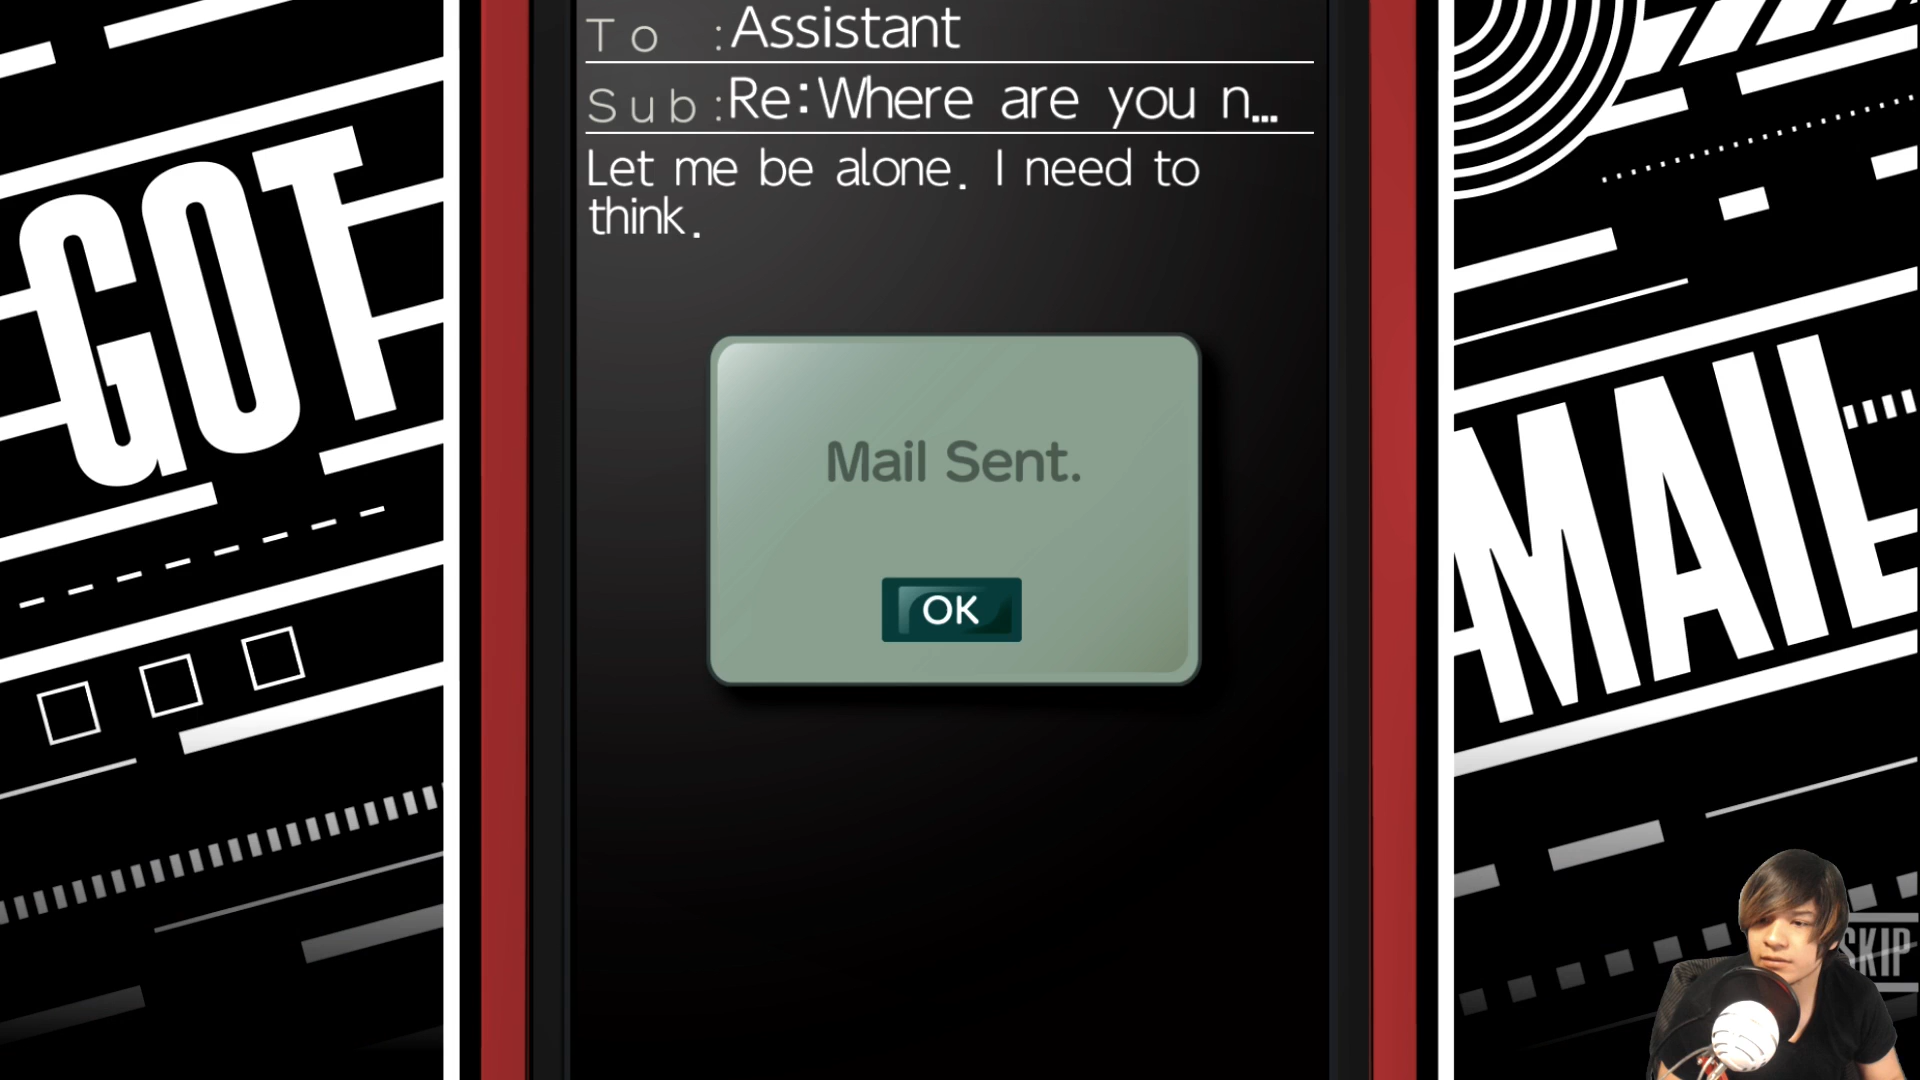 To :Assistant
Sub:Re:Where are you n...
Let me be alone. I need to
think.
GOT
MAIL
Mail Sent.
OK
SKIP